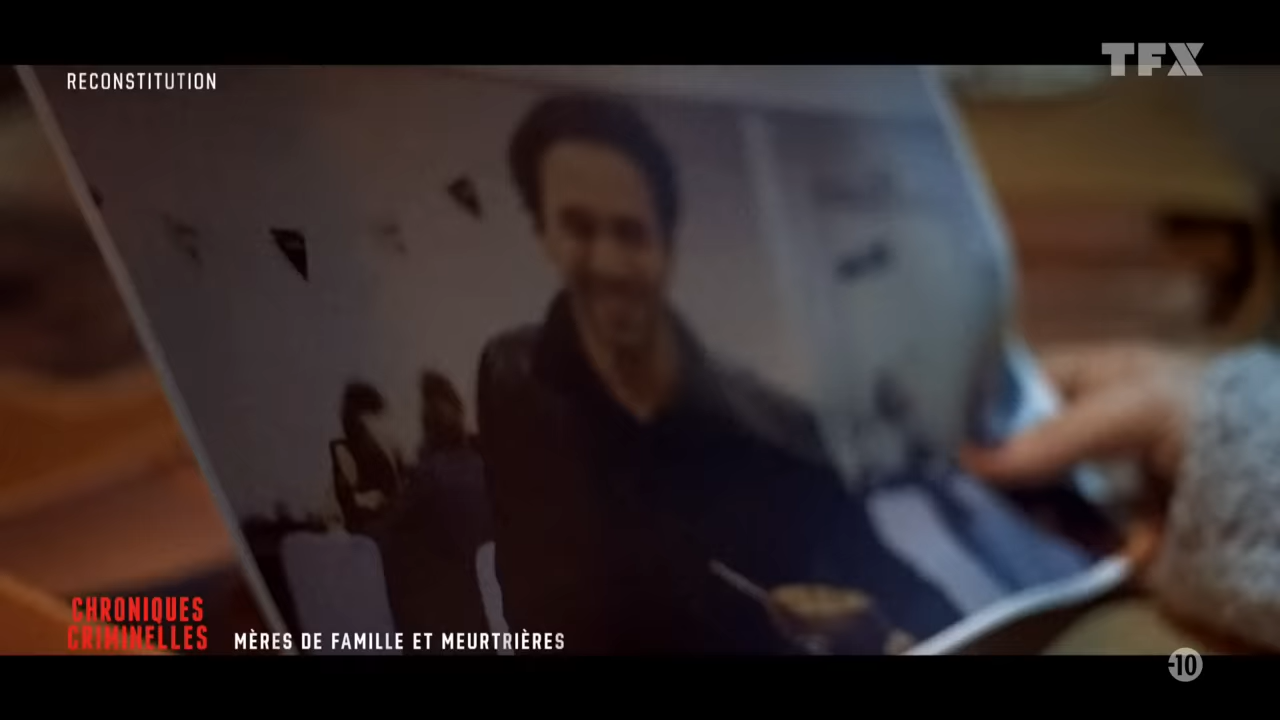 TFX
RECONSTITUTION
CHRONIQUES
CRIMINELLES
MÈRES DE FAMILLE ET MEURTRIÈRES
-10